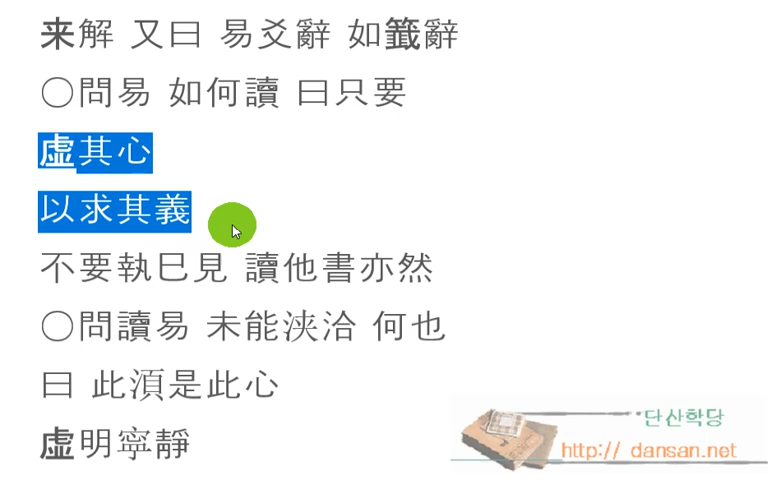 来解 又曰 易爻辭 如籤辭
〇問易 如何讀 曰只要
虛其心
以求其義
不要執巳見 讀他書亦然
〇問讀易 未能浹洽 何也
曰 此湏是此心
虛明寧靜
단산학당
http:// dansan.net